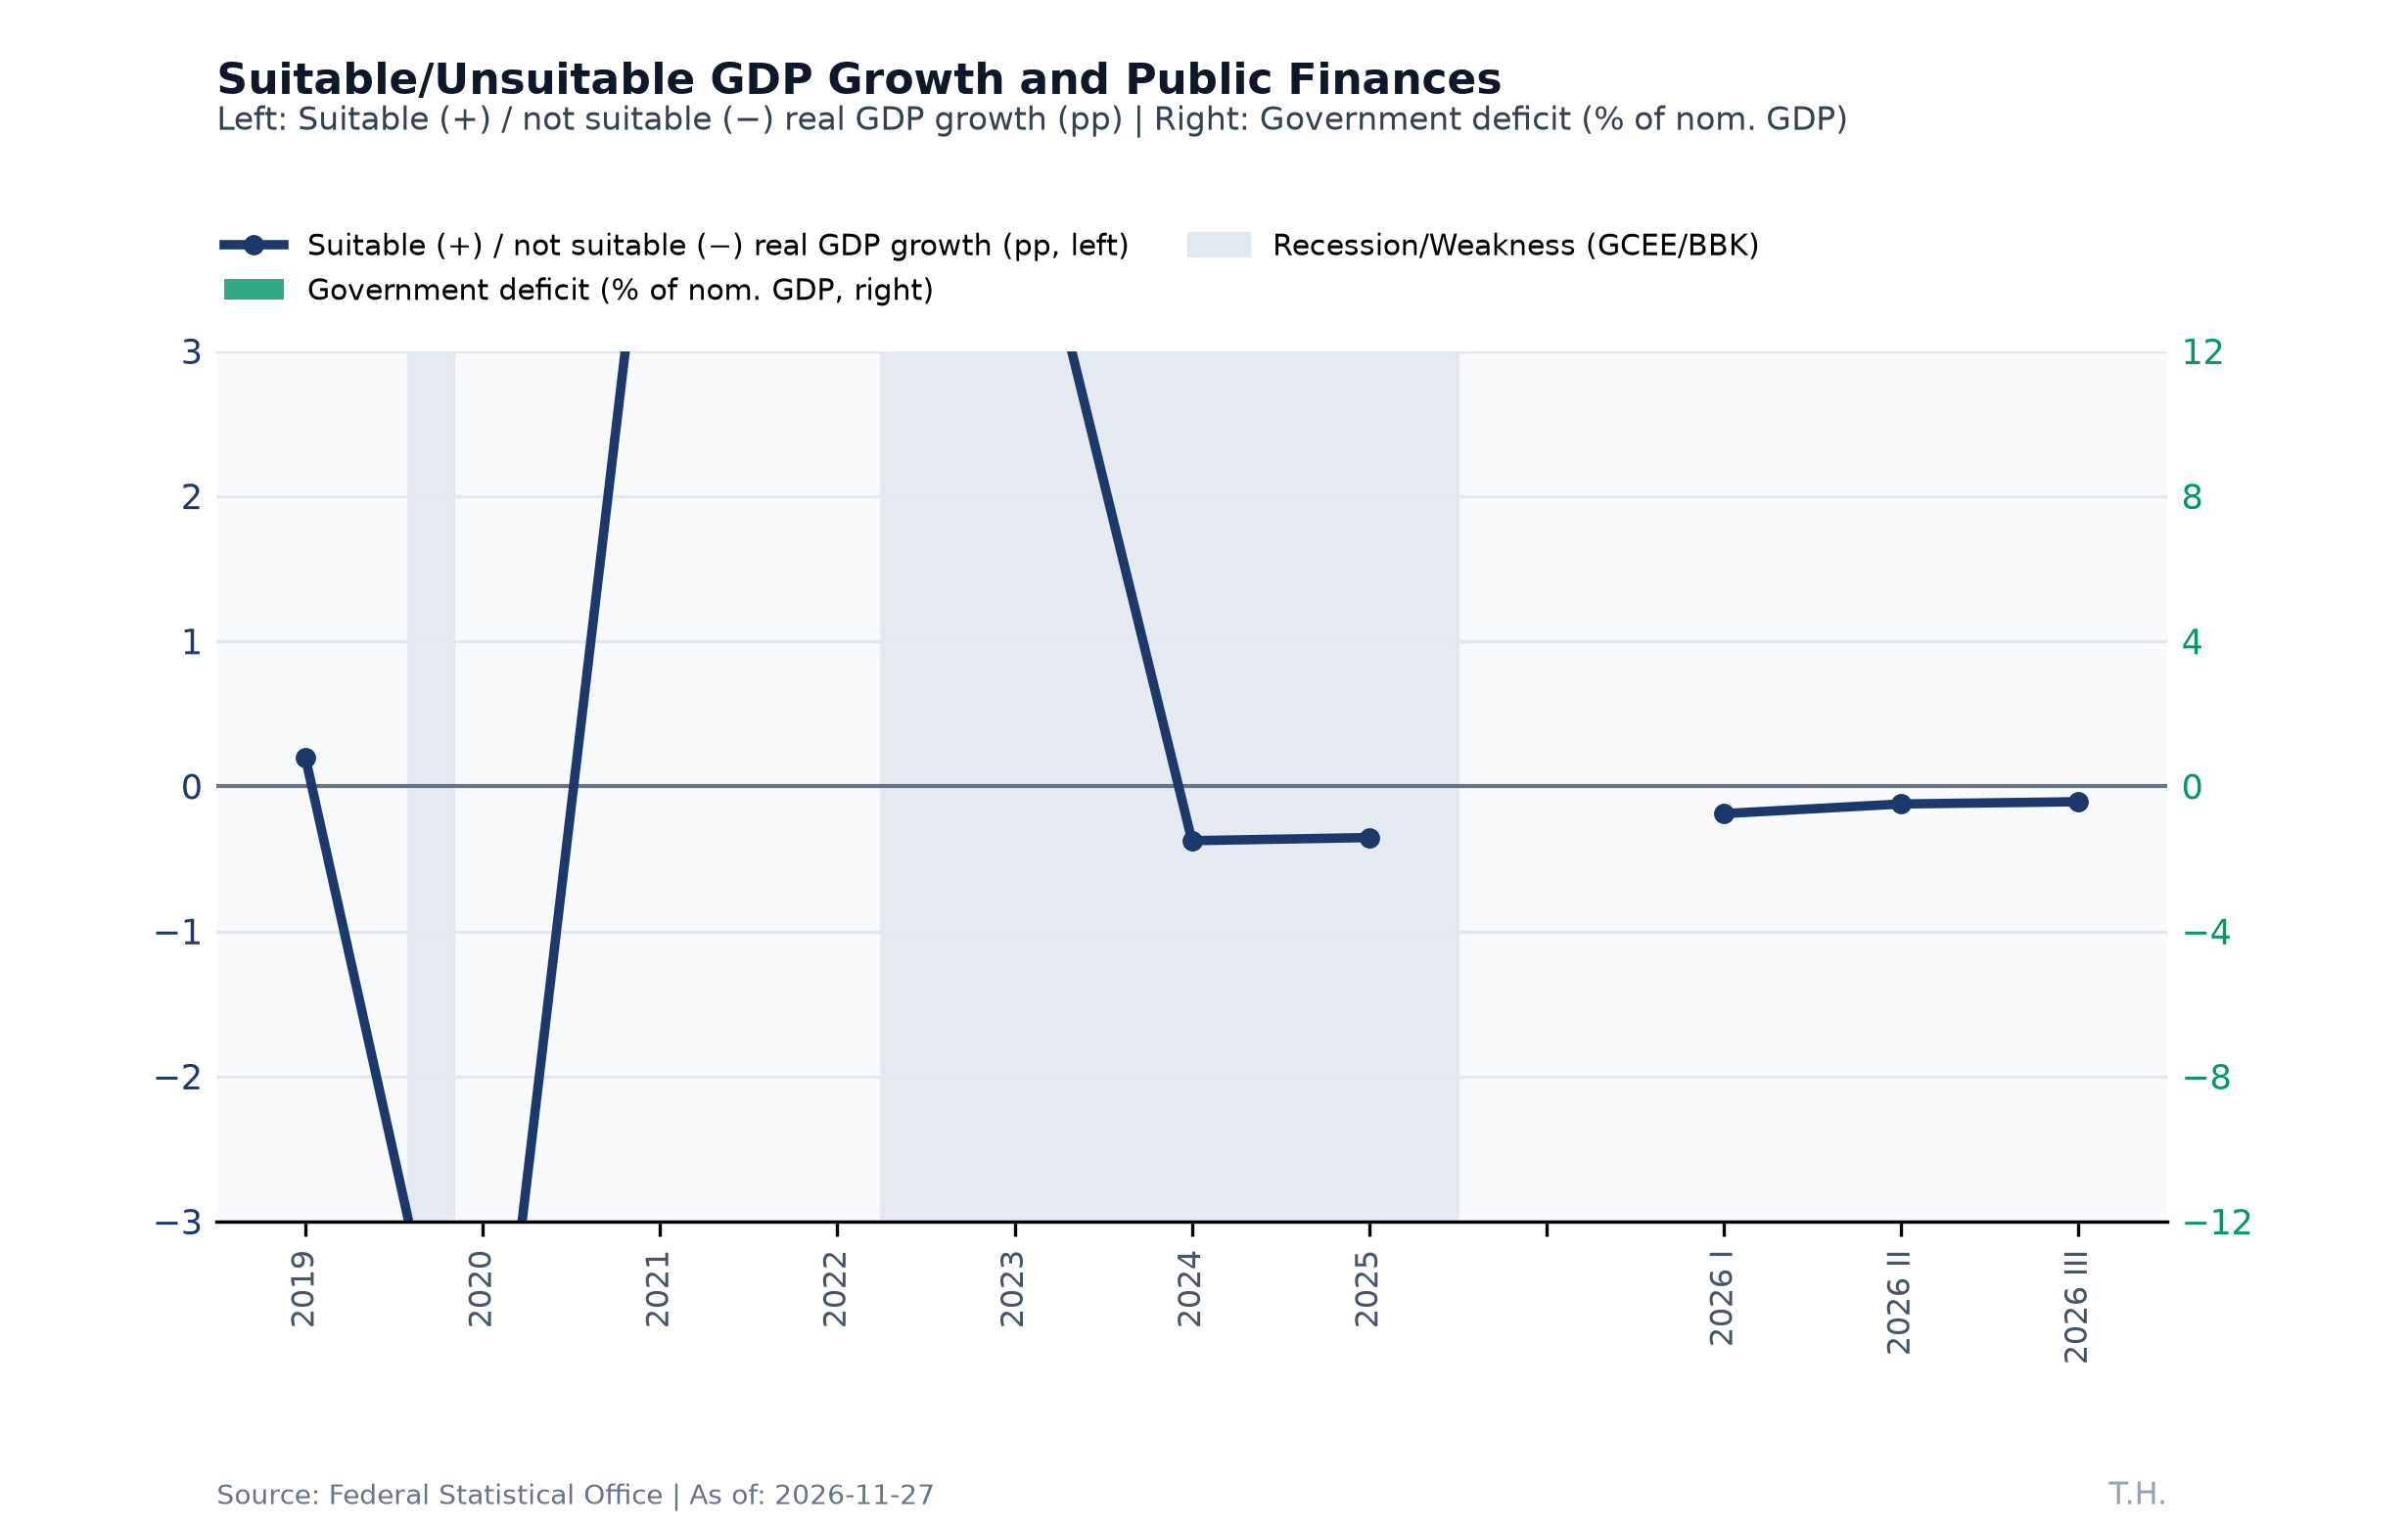 Suitable/Unsuitable GDP Growth and Public Finances
Left: Suitable (+) / not suitable (−) real GDP growth (pp) | Right: Government deficit (% of nom. GDP)
Suitable (+) / not suitable (−) real GDP growth (pp, left)
Recession/Weakness (GCEE/BBK)
Government deficit (% of nom. GDP, right)
3
12
2
8
1
4
0
0
−1
−4
−2
−8
−3
−12
2019
2020
2021
2022
2023
2024
2025
2026 I
2026 II
2026 III
Source: Federal Statistical Office | As of: 2026-11-27
T.H.